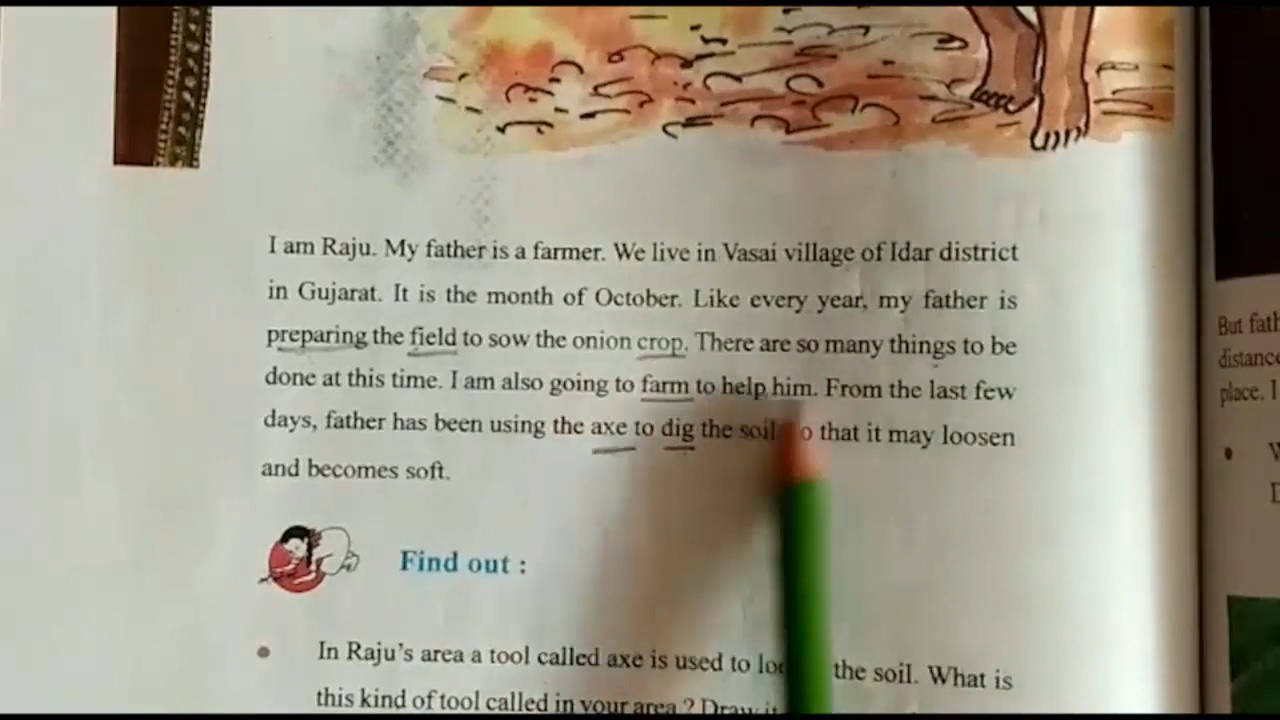 I am Raju. My father is a farmer. We live in Vasai village of Idar district
in Gujarat. It is the month of October. Like every year, my father is
preparing the field to sow the onion crop. There are so many things to be
done at this time. I am also going to farm to help him. From the last few
days, father has been using the axe to dig the soil that it may loosen
and becomes soft.
Find out :
• In Raju's area a tool called axe is used to the soil. What is
this kind of tool called in your area ? Draw it
But
distance
place. I
•